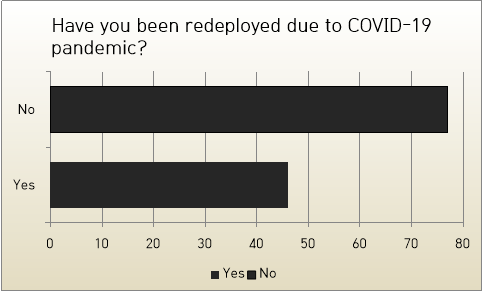 Have you been redeployed due to COVID-19
pandemic?
No
Yes
0 10 20 30 40 50 60 70 80
Yes No